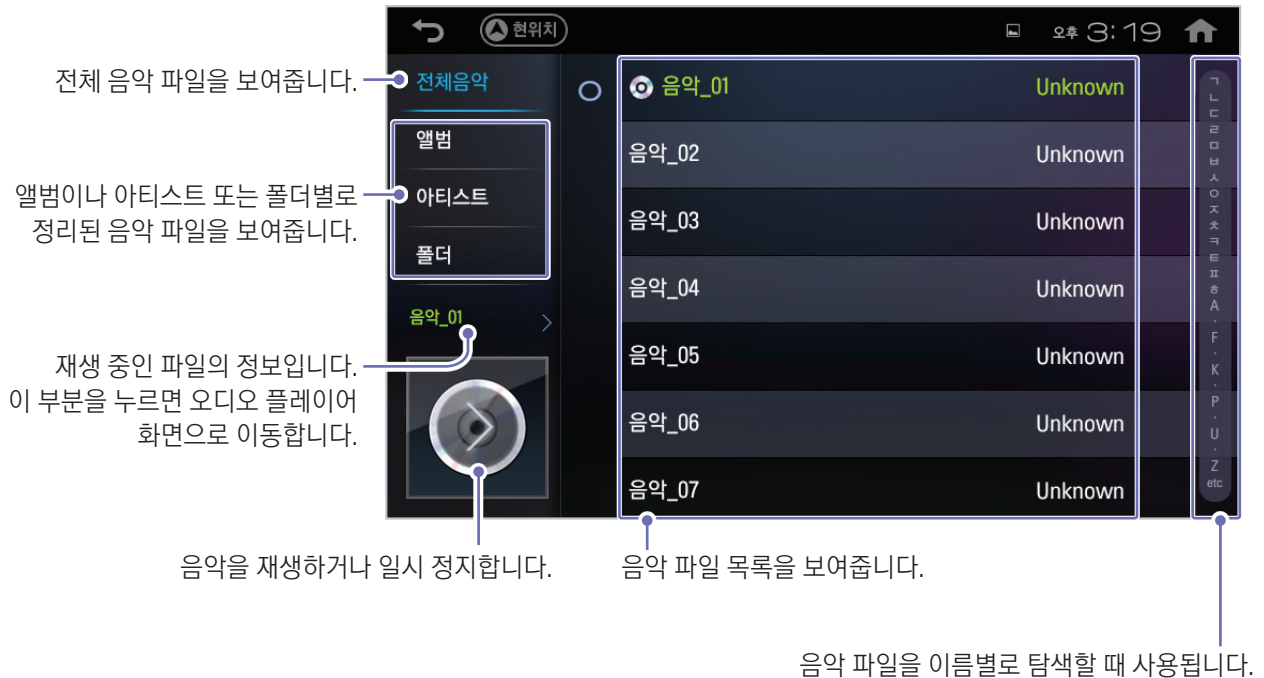 현위치
오후 3:19
전체 음악 파일을 보여줍니다.
전체음악
앨범
아티스트
폴더
앨범이나 아티스트 또는 폴더별로
정리된 음악 파일을 보여줍니다.
음악_01
재생 중인 파일의 정보입니다.
이 부분을 누르면 오디오 플레이어
화면으로 이동합니다.
음악_01 Unknown
음악_02 Unknown
음악_03 Unknown
음악_04 Unknown
음악_05 Unknown
음악_06 Unknown
음악_07 Unknown
ㄱ
ㄴ
ㄷ
ㄹ
ㅁ
ㅂ
ㅅ
ㅇ
ㅈ
ㅊ
ㅋ
ㅌ
ㅍ
ㅎ
A
·
F
·
K
·
P
·
U
·
Z
etc
음악을 재생하거나 일시 정지합니다.
음악 파일 목록을 보여줍니다.
음악 파일을 이름별로 탐색할 때 사용됩니다.